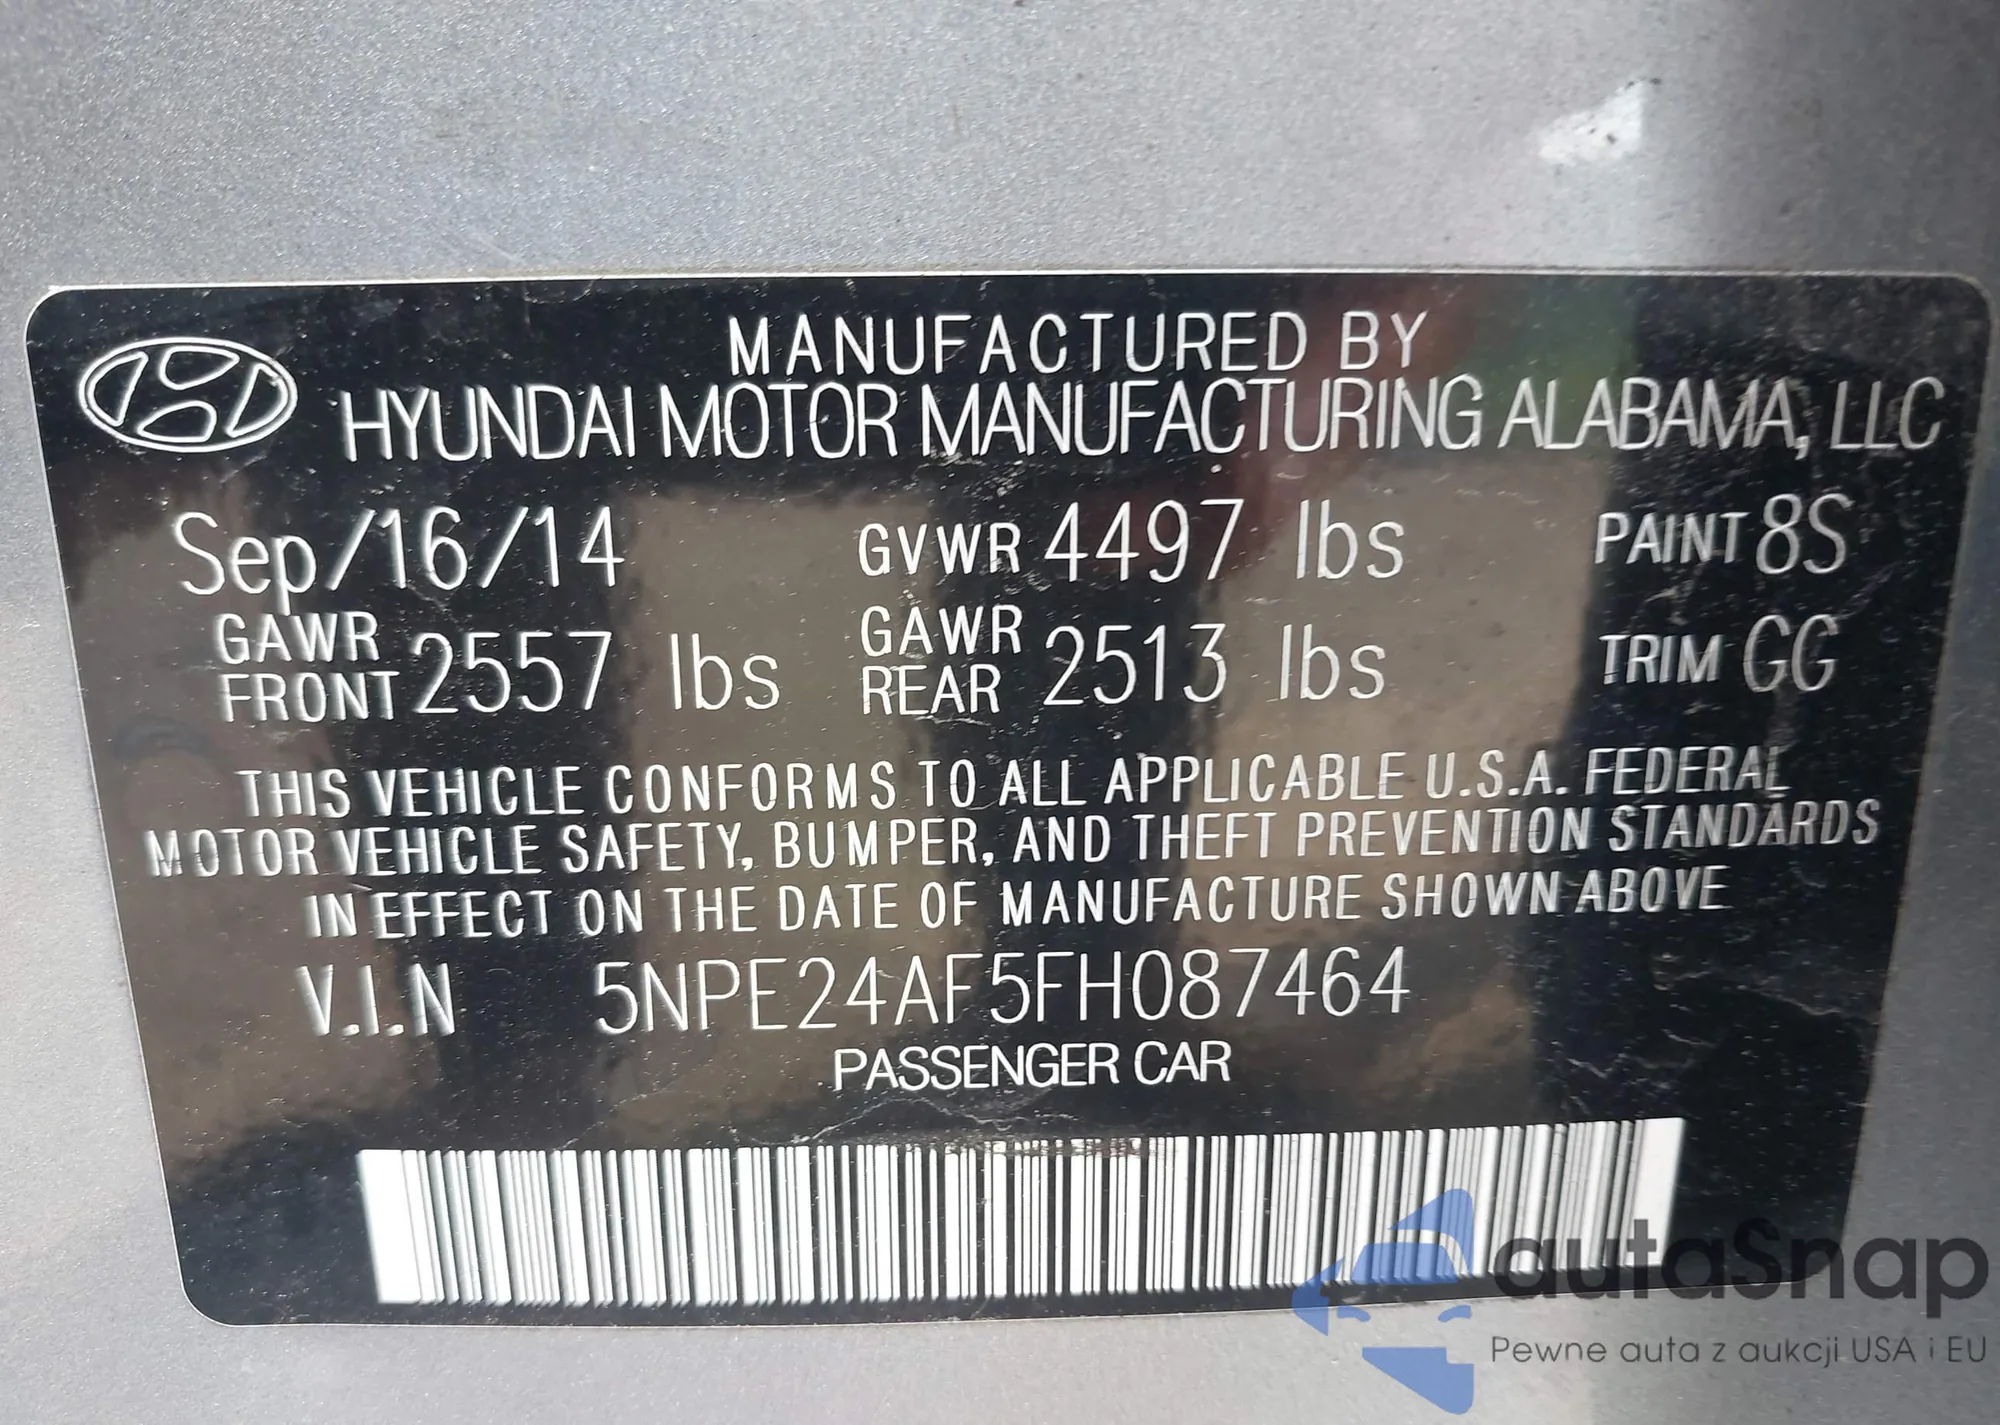 MANUFACTURED BY
HYUNDAI MOTOR MANUFACTURING ALABAMA, LLC
Sep/16/14 GVWR 4497 lbs PAINT 8S
GAWR FRONT 2557 lbs GAWR REAR 2513 lbs TRIM GG
THIS VEHICLE CONFORMS TO ALL APPLICABLE U.S.A. FEDERAL
MOTOR VEHICLE SAFETY, BUMPER, AND THEFT PREVENTION STANDARDS
IN EFFECT ON THE DATE OF MANUFACTURE SHOWN ABOVE
V.I.N 5NPE24AF5FH087464
PASSENGER CAR
autaSnap
Pewne auta z aukcji USA i EU